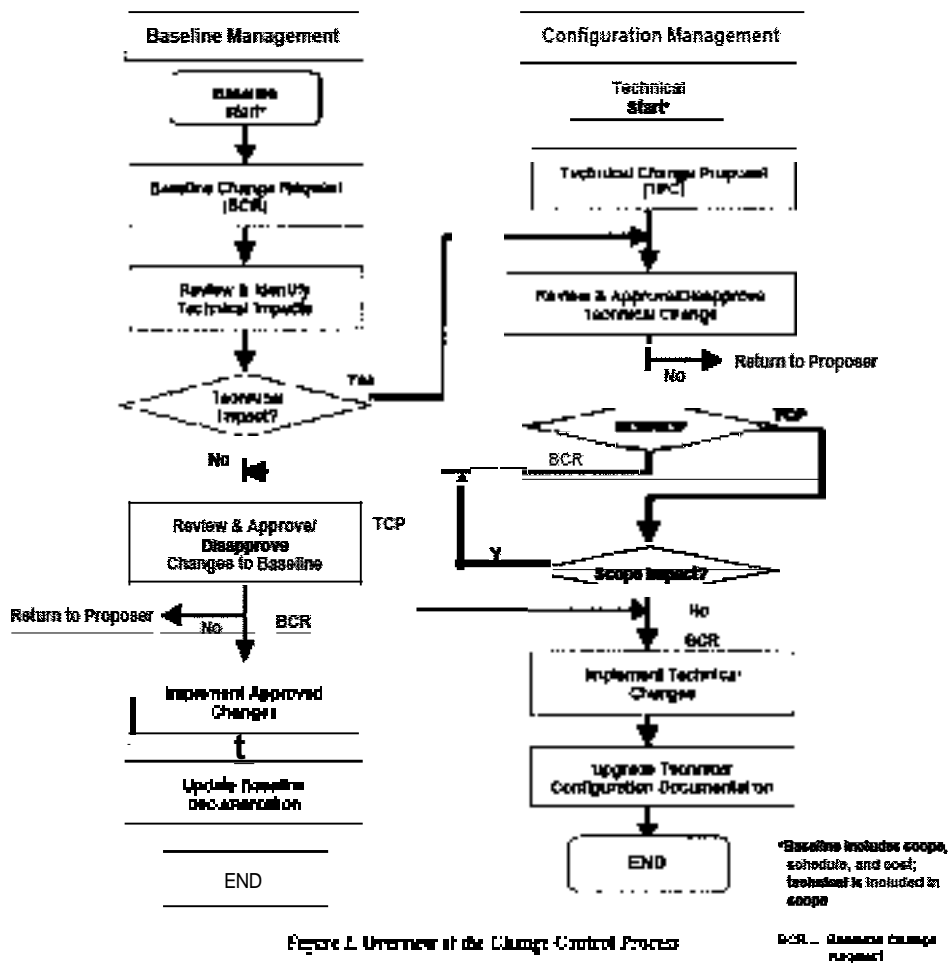 Baseline Management
Configuration Management
Baseline
Start*
Technical
Start*
Baseline Change Request
(BCR)
Technical Change Proposal
Review & Identify
Technical Impacts
Review & Approve/Disapprove
Technical Change
Return to Proposer
No
Yes
Technical
Impact?
TCP
BCR
No
Review & Approve/
Disapprove
Changes to Baseline
TCP
Y
Scope Impact?
Return to Proposer
No
BCR
No
BCR
Implement Approved
Changes
Implement Technical
Changes
t
Update Baseline
Documentation
Upgrade Technical
Configuration Documentation
END
END
*Baseline includes scope,
schedule, and cost;
technical is included in
scope
Figure 2. Overview of the Change Control Process
BCR – Baseline Change
Request